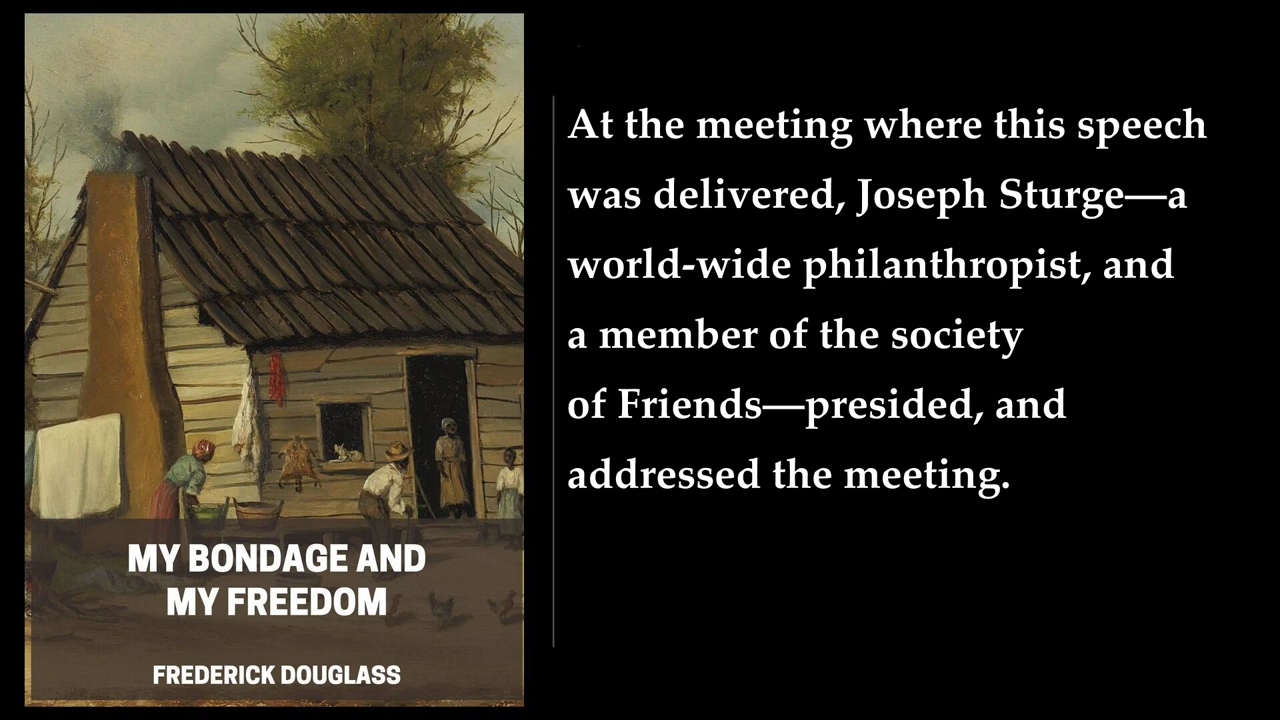 MY BONDAGE AND
MY FREEDOM
FREDERICK DOUGLASS
At the meeting where this speech
was delivered, Joseph Sturge—a
world-wide philanthropist, and
a member of the society
of Friends—presided, and
addressed the meeting.